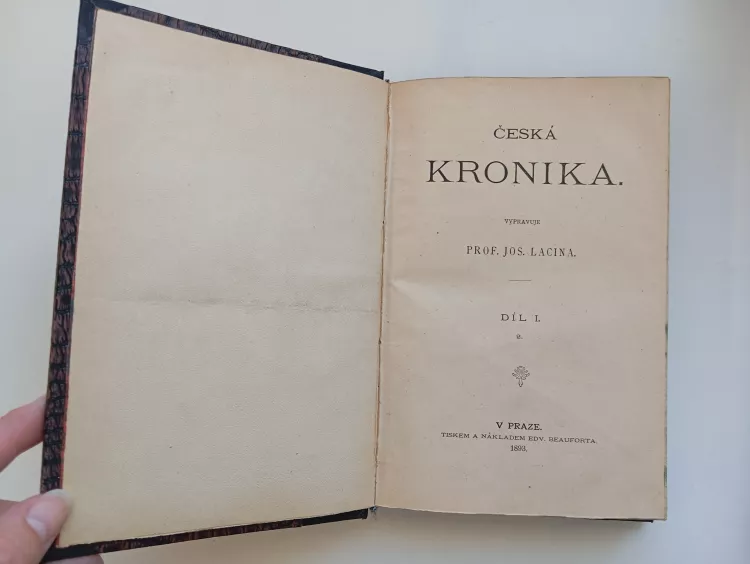 ČESKÁ
KRONIKA.
VYPRAVUJE
PROF. JOS. LACINA.
DÍL I.
V PRAZE.
TISKEM A NÁKLADEM EDV. BEAUFORTA.
1893.